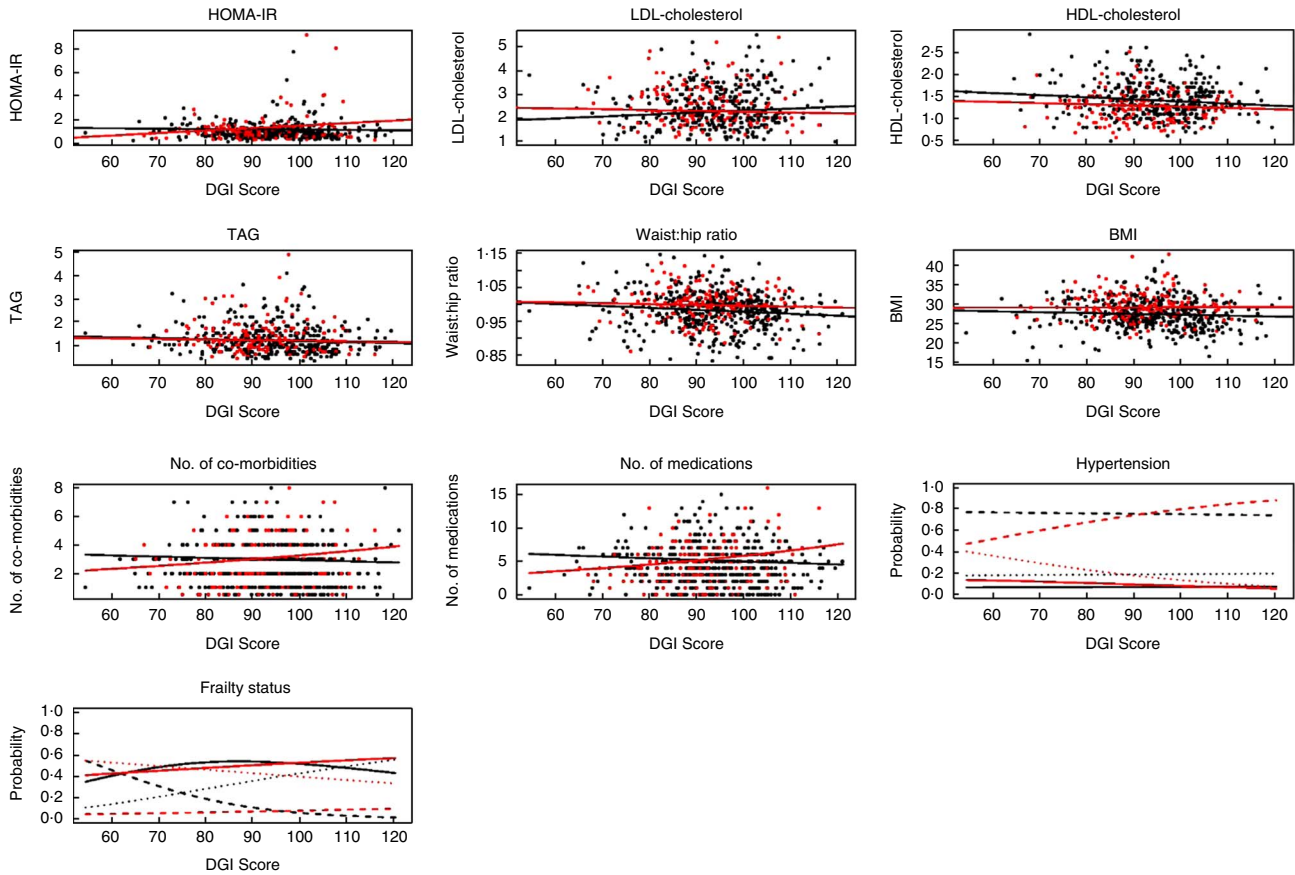 HOMA-IR
HOMA-IR
8
6
4
2
0
60 70 80 90 100 110 120
DGI Score
LDL-cholesterol
LDL-cholesterol
5
4
3
2
1
60 70 80 90 100 110 120
DGI Score
HDL-cholesterol
HDL-cholesterol
2·5
2·0
1·5
1·0
0·5
60 70 80 90 100 110 120
DGI Score
TAG
TAG
5
4
3
2
1
60 70 80 90 100 110 120
DGI Score
Waist:hip ratio
Waist:hip ratio
1·15
1·05
0·95
0·85
60 70 80 90 100 110 120
DGI Score
BMI
BMI
40
35
30
25
20
15
60 70 80 90 100 110 120
DGI Score
No. of co-morbidities
No. of co-morbidities
8
6
4
2
60 70 80 90 100 110 120
DGI Score
No. of medications
No. of medications
15
10
5
0
60 70 80 90 100 110 120
DGI Score
Hypertension
Probability
1·0
0·8
0·6
0·4
0·2
0·0
60 70 80 90 100 110 120
DGI Score
Frailty status
Probability
1·0
0·8
0·6
0·4
0·2
0·0
60 70 80 90 100 110 120
DGI Score